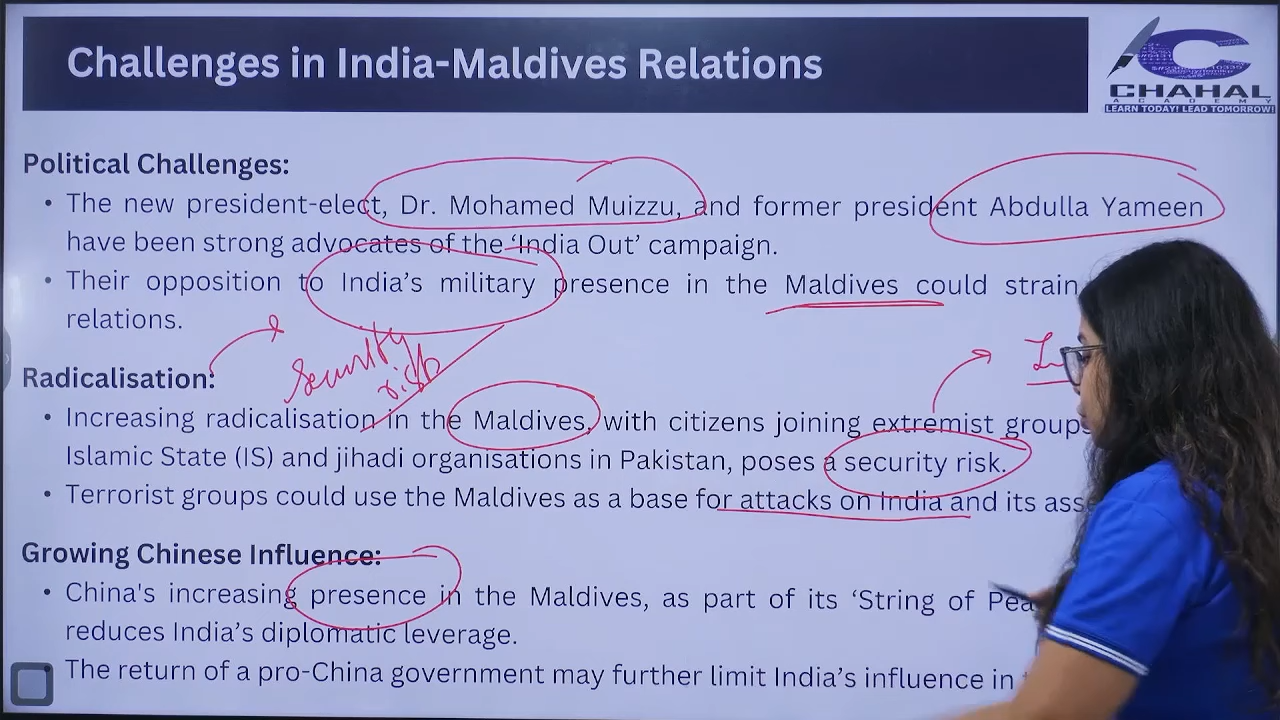 Challenges in India-Maldives Relations
CHAHAL
ACADEMY
LEARN TODAY! LEAD TOMORROW!
Political Challenges:
• The new president-elect, Dr. Mohamed Muizzu, and former president Abdulla Yameen
have been strong advocates of the ‘India Out’ campaign.
• Their opposition to India’s military presence in the Maldives could strain
relations.
Security
risk
Radicalisation:
• Increasing radicalisation in the Maldives, with citizens joining extremist groups
Islamic State (IS) and jihadi organisations in Pakistan, poses a security risk.
• Terrorist groups could use the Maldives as a base for attacks on India and its
Growing Chinese Influence:
• China's increasing presence in the Maldives, as part of its ‘String of
reduces India’s diplomatic leverage.
• The return of a pro-China government may further limit India’s influence in